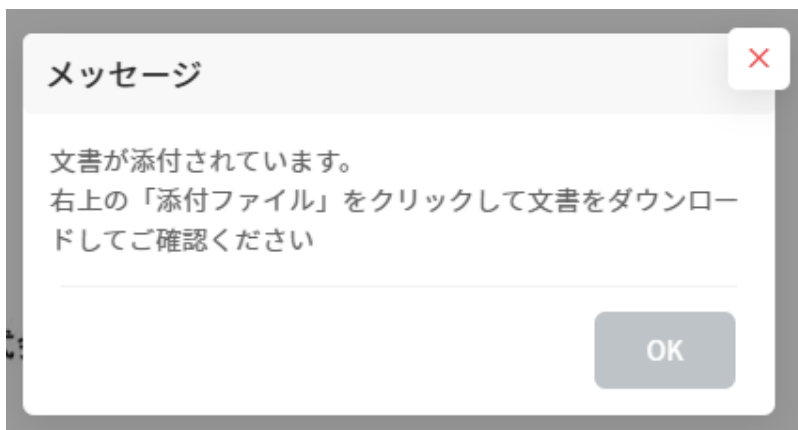 メッセージ
文書が添付されています。
右上の「添付ファイル」をクリックして文書をダウンロー
ドしてご確認ください
OK